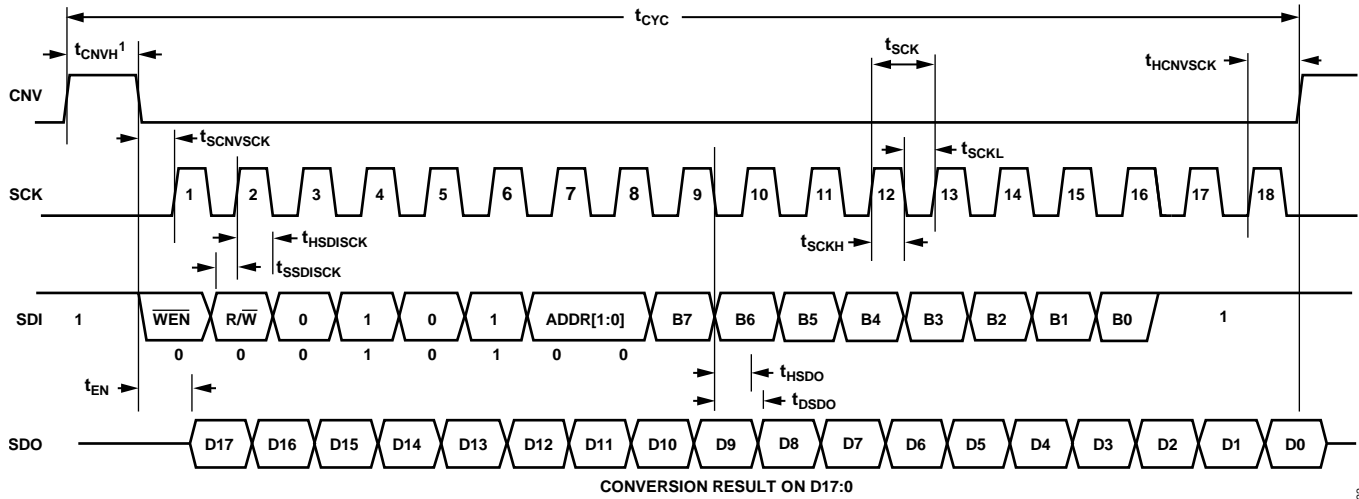 tCYC
tCNVH1 tSCK tHCNVSCK
CNV
tSCNVSCK tSCKL
SCK 1 2 3 4 5 6 7 8 9 10 11 12 13 14 15 16 17 18
tHSDISCK tSCKH
tSSDISCK
SDI 1 WEN R/W 0 1 0 1 ADDR[1:0] B7 B6 B5 B4 B3 B2 B1 B0 1
0 0 0 1 0 1 0 0
tHSDO
tEN tDSDO
SDO D17 D16 D15 D14 D13 D12 D11 D10 D9 D8 D7 D6 D5 D4 D3 D2 D1 D0
CONVERSION RESULT ON D17:0